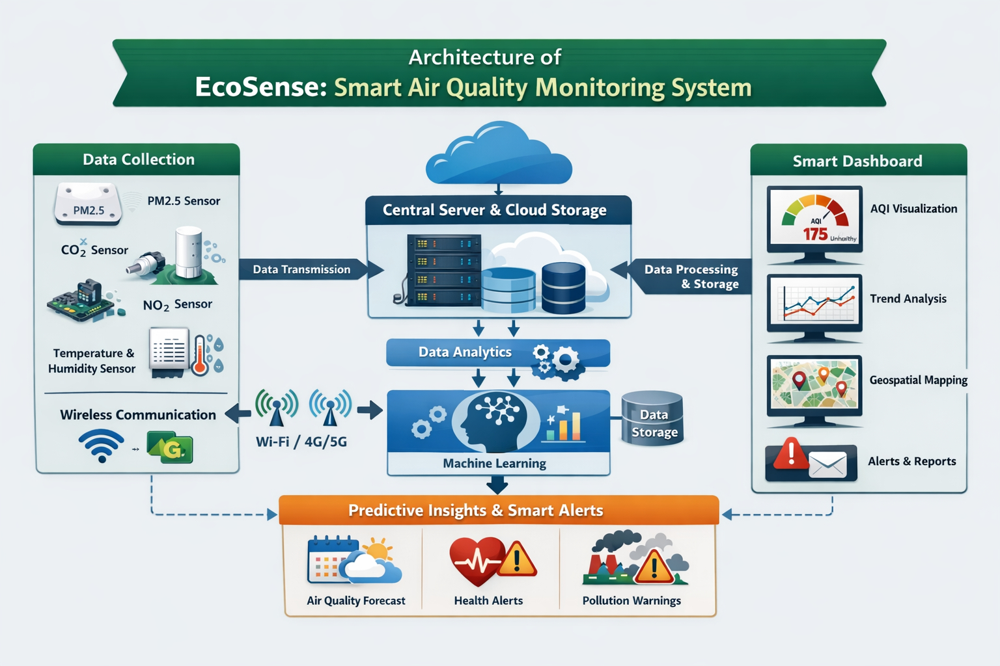 Architecture of
EcoSense: Smart Air Quality Monitoring System
Data Collection
PM2.5
PM2.5 Sensor
CO2 Sensor
NO2 Sensor
Temperature &
Humidity Sensor
Wireless Communication
G
Data Transmission
Wi-Fi / 4G/5G
Central Server & Cloud Storage
Data Analytics
Machine Learning
Data
Storage
Data Processing
& Storage
Smart Dashboard
AQI
175 Unhealthy
AQI Visualization
Trend Analysis
Geospatial Mapping
Alerts & Reports
Predictive Insights & Smart Alerts
Air Quality Forecast
Health Alerts
Pollution Warnings